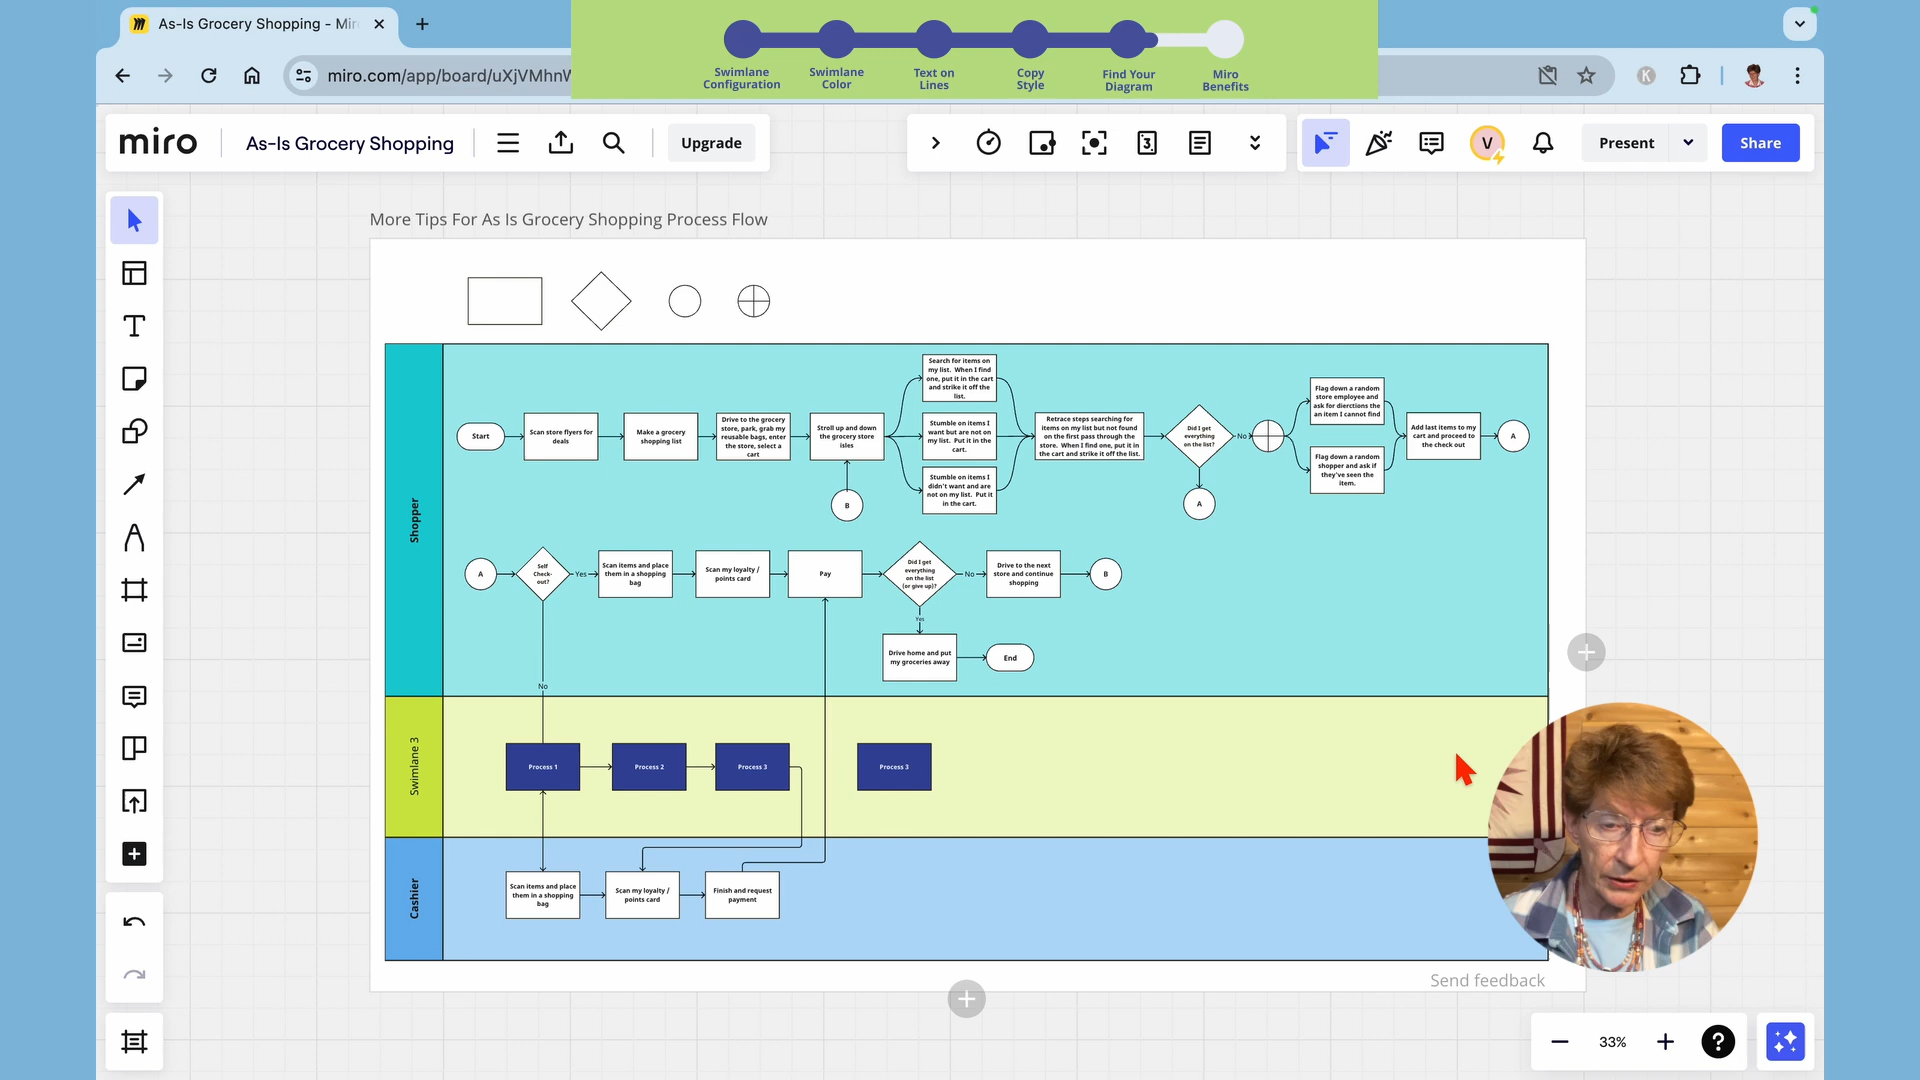 As-Is Grocery Shopping - Mir
miro.com/app/board/uXjVMhnW
Swimlane
Configuration
Swimlane
Color
Text on
Lines
Copy
Style
Find Your
Diagram
Miro
Benefits
K
miro
As-Is Grocery Shopping
Upgrade
3
V
Present
Share
More Tips For As Is Grocery Shopping Process Flow
Shopper
Start
Scan store flyers for
deals
Make a grocery
shopping list
Drive to the grocery
store, park, grab my
reusable bags, enter
the store, select a
cart
Stroll up and down
the grocery store
isles
B
Search for items on
my list. When I find
one, put it in the cart
and strike it off the
list.
Stumble on items I
want but are not on
my list. Put it in the
cart.
Stumble on items I
didn't want and are
not on my list. Put it
in the cart.
Retrace steps searching for
items on my list but not found
on the first pass through the
store. When I find one, put it in
the cart and strike it off the list.
Did I get
everything
on the list?
No
A
Flag down a random
store employee and
ask for dierctions the
an item I cannot find
Flag down a random
shopper and ask if
they've seen the
item.
Add last items to my
cart and proceed to
the check out
A
A
Self
Check-
out?
Yes
Scan items and place
them in a shopping
bag
Scan my loyalty /
points card
Pay
Did I get
everything
on the list
(or give up)?
No
Drive to the next
store and continue
shopping
B
Yes
Drive home and put
my groceries away
End
No
Swimlane 3
Process 1
Process 2
Process 3
Process 3
Cashier
Scan items and place
them in a shopping
bag
Scan my loyalty /
points card
Finish and request
payment
Send feedback
33%
?